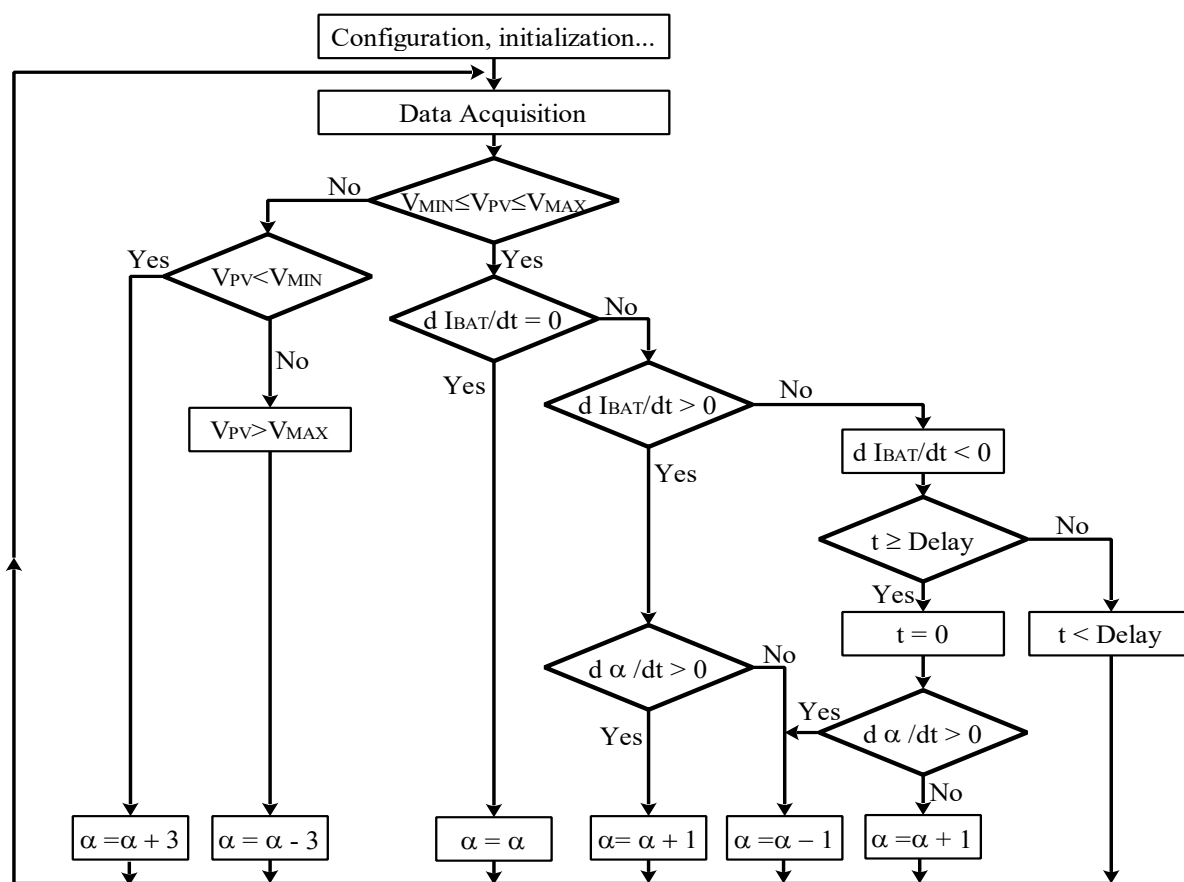 Configuration, initialization...
Data Acquisition
No
VMIN≤VPV≤VMAX
Yes
Yes
VPV<VMIN
d IBAT/dt = 0
No
No
Yes
d IBAT/dt > 0
No
VPV>VMAX
d IBAT/dt < 0
Yes
t ≥ Delay
No
Yes
t = 0
t < Delay
d α /dt > 0
No
Yes
Yes
d α /dt > 0
No
α =α + 3
α = α - 3
α = α
α= α + 1
α =α − 1
α =α + 1